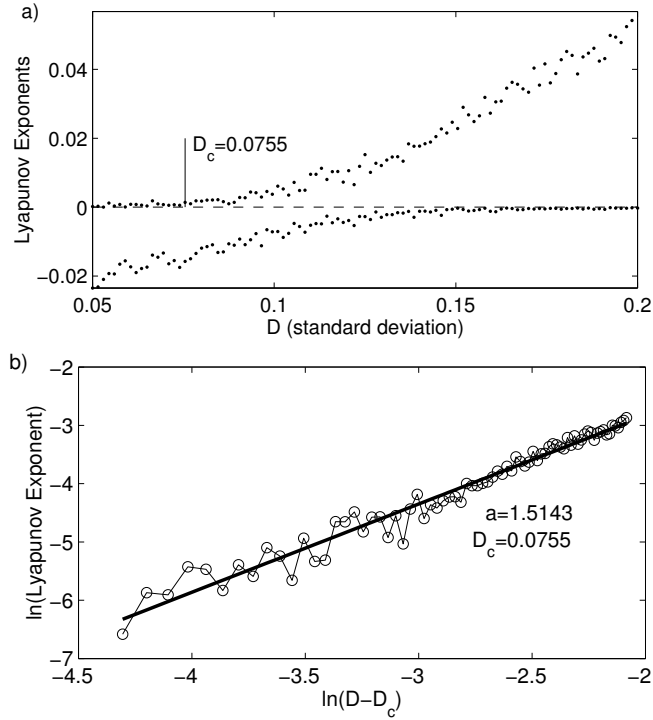 a)
0.04
0.02
0
−0.02
Lyapunov Exponents
D_c=0.0755
0.05
0.1
0.15
0.2
D (standard deviation)
b)
−2
−3
−4
−5
−6
−7
ln(Lyapunov Exponent)
a=1.5143
D_c=0.0755
−4.5
−4
−3.5
−3
−2.5
−2
ln(D−D_c)